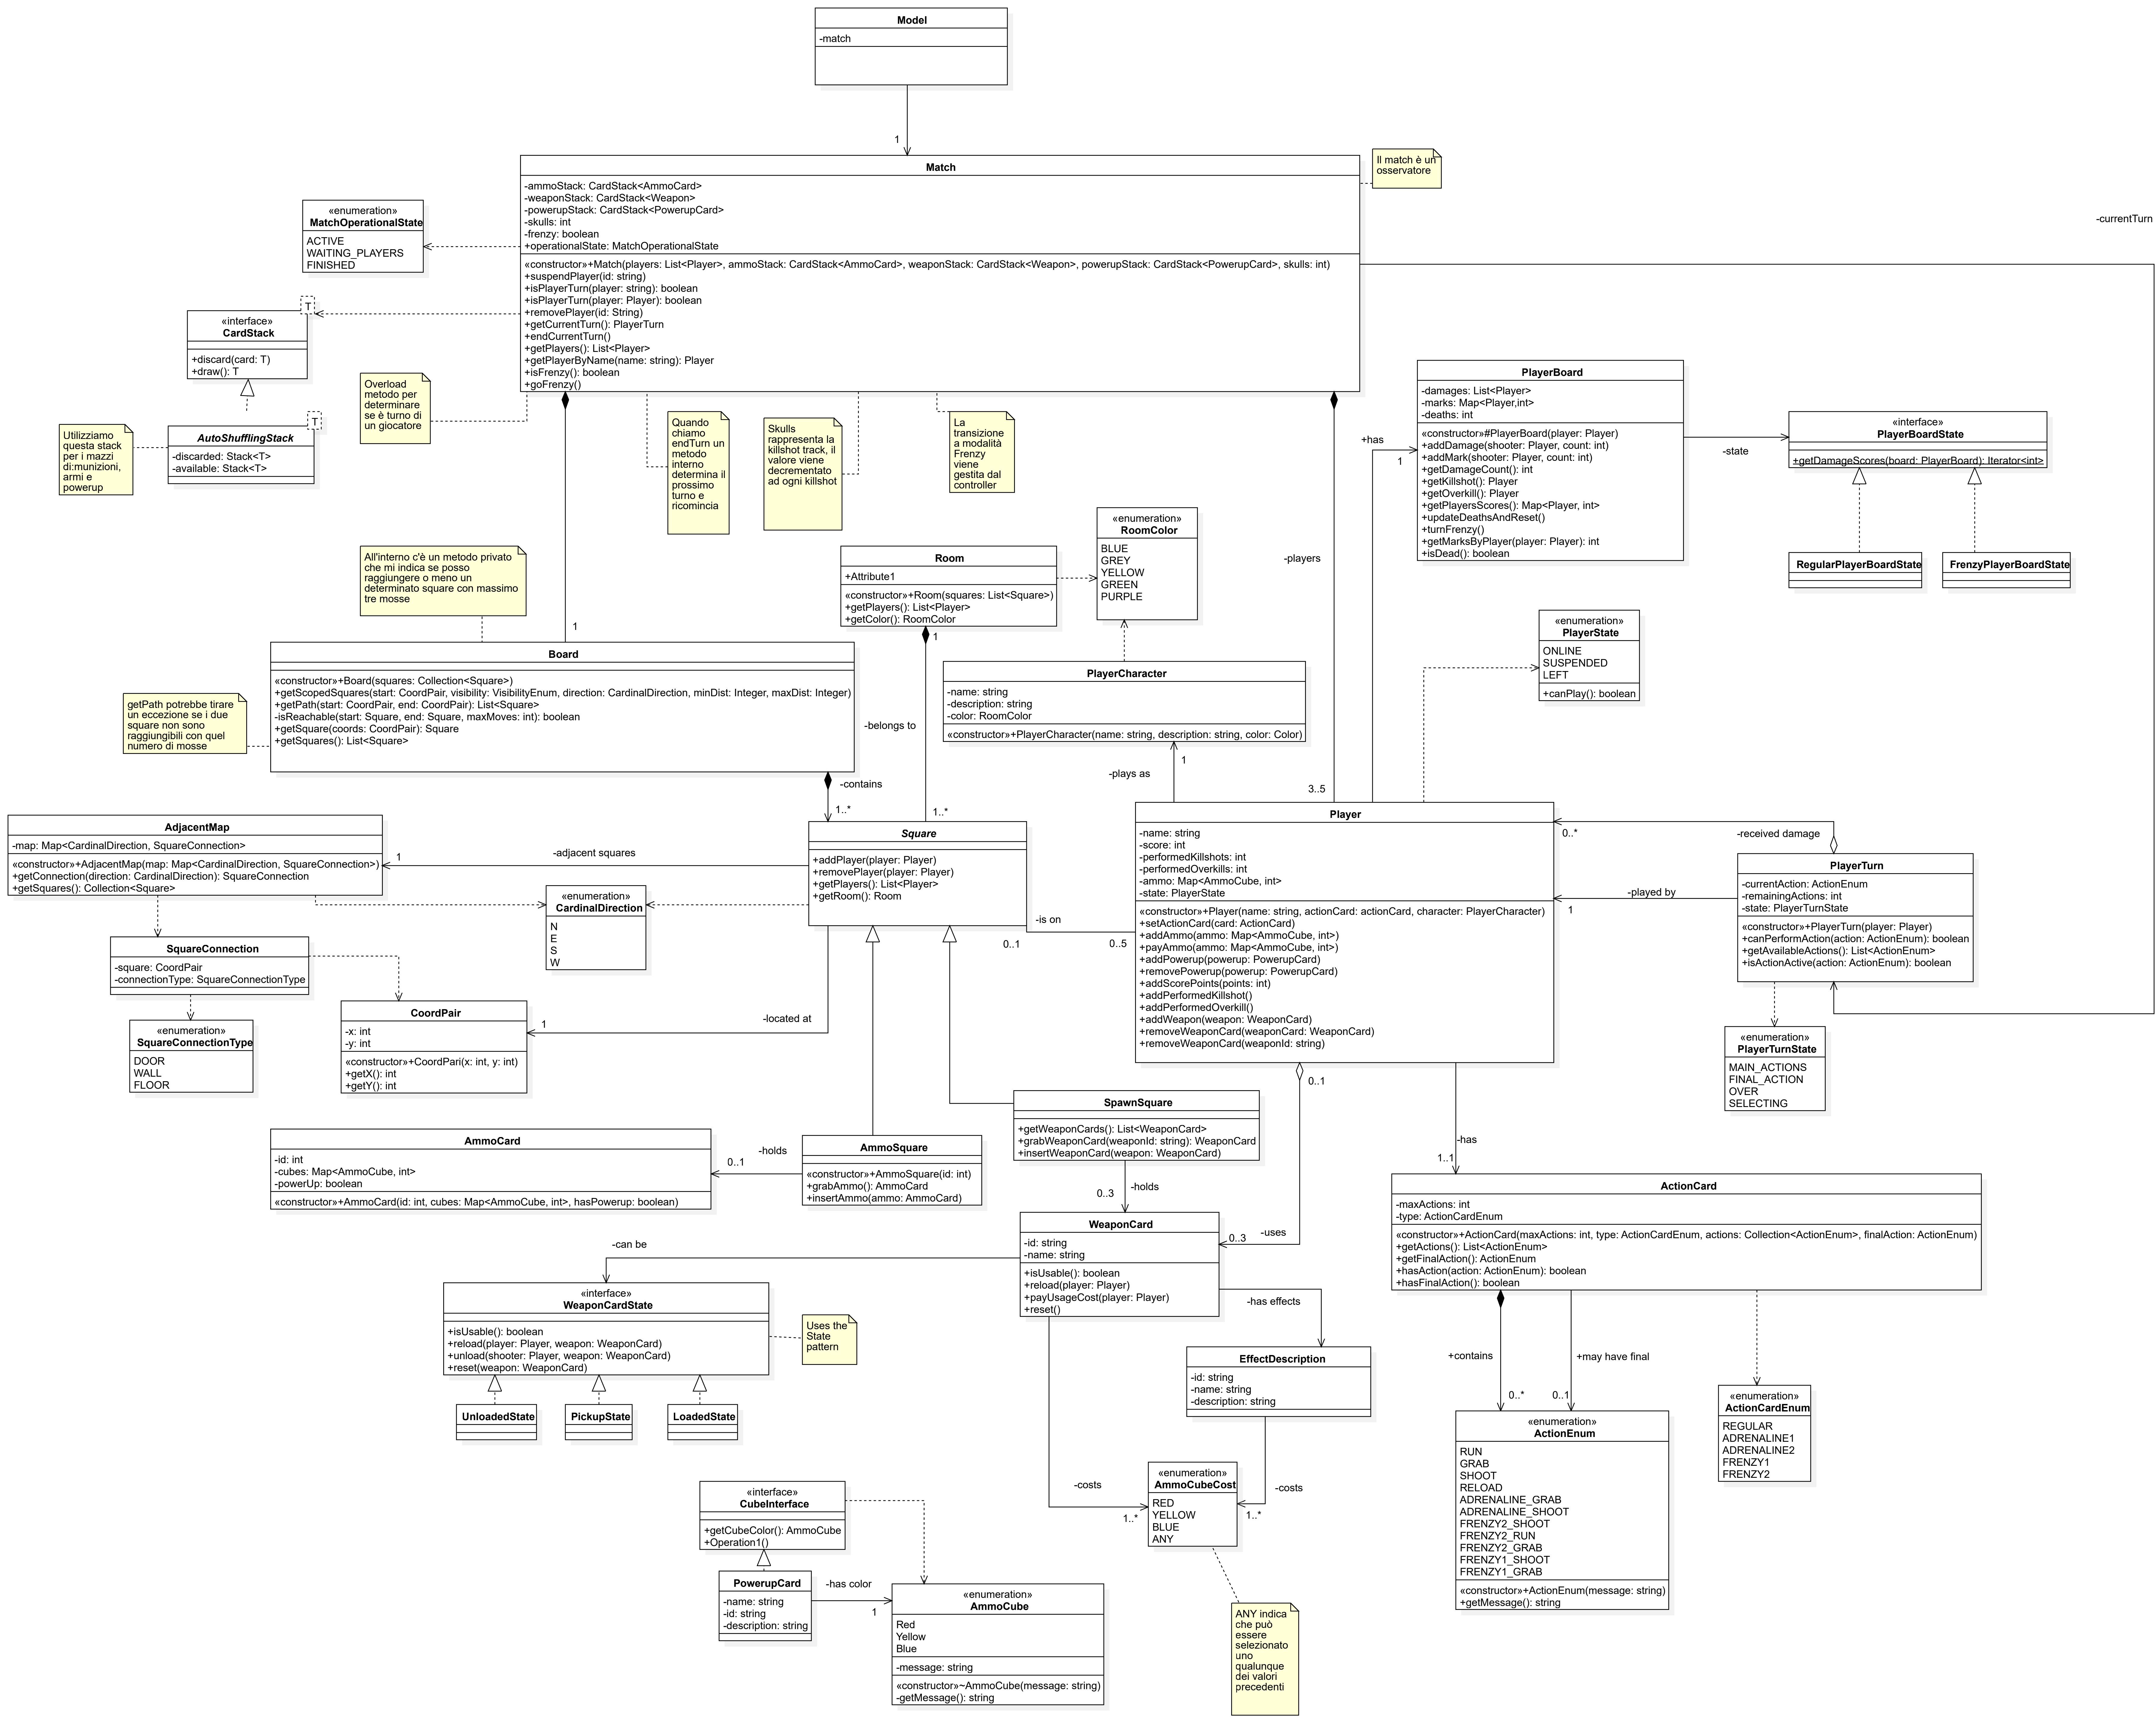 Model
-match
1
Match
-ammoStack: CardStack<AmmoCard>
-weaponStack: CardStack<Weapon>
-powerupStack: CardStack<PowerupCard>
-skulls: int
-frenzy: boolean
+operationalState: MatchOperationalState
«constructor»+Match(players: List<Player>, ammoStack: CardStack<AmmoCard>, weaponStack: CardStack<Weapon>, powerupStack: CardStack<PowerupCard>, skulls: int)
+suspendPlayer(id: string)
+isPlayerTurn(player: string): boolean
+isPlayerTurn(player: Player): boolean
+removePlayer(id: String)
+getCurrentTurn(): PlayerTurn
+endCurrentTurn()
+getPlayers(): List<Player>
+getPlayerByName(name: string): Player
+isFrenzy(): boolean
+goFrenzy()
Il match è un
osservatore
-currentTurn
«enumeration»
MatchOperationalState
ACTIVE
WAITING_PLAYERS
FINISHED
T
«interface»
CardStack
+discard(card: T)
+draw(): T
T
AutoShufflingStack
-discarded: Stack<T>
-available: Stack<T>
Utilizziamo
questa stack
per i mazzi
di:munizioni,
armi e
powerup
Overload
metodo per
determinare
se è turno di
un giocatore
Quando
chiamo
endTurn un
metodo
interno
determina il
prossimo
turno e
ricomincia
Skulls
rappresenta la
killshot track, il
valore viene
decrementato
ad ogni killshot
La
transizione
a modalità
Frenzy
viene
gestita dal
controller
-players
3..5
+has
1
PlayerBoard
-damages: List<Player>
-marks: Map<Player,int>
-deaths: int
«constructor»#PlayerBoard(player: Player)
+addDamage(shooter: Player, count: int)
+addMark(shooter: Player, count: int)
+getDamageCount(): int
+getKillshot(): Player
+getOverkill(): Player
+getPlayersScores(): Map<Player, int>
+updateDeathsAndReset()
+turnFrenzy()
+getMarksByPlayer(player: Player): int
+isDead(): boolean
-state
«interface»
PlayerBoardState
+getDamageScores(board: PlayerBoard): Iterator<int>
RegularPlayerBoardState
FrenzyPlayerBoardState
All'interno c'è un metodo privato
che mi indica se posso
raggiungere o meno un
determinato square con massimo
tre mosse
1
Room
+Attribute1
«constructor»+Room(squares: List<Square>)
+getPlayers(): List<Player>
+getColor(): RoomColor
1
«enumeration»
RoomColor
BLUE
GREY
YELLOW
GREEN
PURPLE
«enumeration»
PlayerState
ONLINE
SUSPENDED
LEFT
+canPlay(): boolean
Board
«constructor»+Board(squares: Collection<Square>)
+getScopedSquares(start: CoordPair, visibility: VisibilityEnum, direction: CardinalDirection, minDist: Integer, maxDist: Integer)
+getPath(start: CoordPair, end: CoordPair): List<Square>
-isReachable(start: Square, end: Square, maxMoves: int): boolean
+getSquare(coords: CoordPair): Square
+getSquares(): List<Square>
getPath potrebbe tirare
un eccezione se i due
square non sono
raggiungibili con quel
numero di mosse
PlayerCharacter
-name: string
-description: string
-color: RoomColor
«constructor»+PlayerCharacter(name: string, description: string, color: Color)
-belongs to
1..*
-contains
1..*
-plays as
1
AdjacentMap
-map: Map<CardinalDirection, SquareConnection>
«constructor»+AdjacentMap(map: Map<CardinalDirection, SquareConnection>)
+getConnection(direction: CardinalDirection): SquareConnection
+getSquares(): Collection<Square>
1
-adjacent squares
Square
+addPlayer(player: Player)
+removePlayer(player: Player)
+getPlayers(): List<Player>
+getRoom(): Room
-is on
0..1
0..5
«enumeration»
CardinalDirection
N
E
S
W
Player
-name: string
-score: int
-performedKillshots: int
-performedOverkills: int
-ammo: Map<AmmoCube, int>
-state: PlayerState
«constructor»+Player(name: string, actionCard: actionCard, character: PlayerCharacter)
+setActionCard(card: ActionCard)
+addAmmo(ammo: Map<AmmoCube, int>)
+payAmmo(ammo: Map<AmmoCube, int>)
+addPowerup(powerup: PowerupCard)
+removePowerup(powerup: PowerupCard)
+addScorePoints(points: int)
+addPerformedKillshot()
+addPerformedOverkill()
+addWeapon(weapon: WeaponCard)
+removeWeaponCard(weaponCard: WeaponCard)
+removeWeaponCard(weaponId: string)
0..*
-received damage
-played by
1
PlayerTurn
-currentAction: ActionEnum
-remainingActions: int
-state: PlayerTurnState
«constructor»+PlayerTurn(player: Player)
+canPerformAction(action: ActionEnum): boolean
+getAvailableActions(): List<ActionEnum>
+isActionActive(action: ActionEnum): boolean
«enumeration»
PlayerTurnState
MAIN_ACTIONS
FINAL_ACTION
OVER
SELECTING
SquareConnection
-square: CoordPair
-connectionType: SquareConnectionType
«enumeration»
SquareConnectionType
DOOR
WALL
FLOOR
CoordPair
-x: int
-y: int
«constructor»+CoordPari(x: int, y: int)
+getX(): int
+getY(): int
1
-located at
AmmoCard
-id: int
-cubes: Map<AmmoCube, int>
-powerUp: boolean
«constructor»+AmmoCard(id: int, cubes: Map<AmmoCube, int>, hasPowerup: boolean)
-holds
0..1
AmmoSquare
«constructor»+AmmoSquare(id: int)
+grabAmmo(): AmmoCard
+insertAmmo(ammo: AmmoCard)
SpawnSquare
+getWeaponCards(): List<WeaponCard>
+grabWeaponCard(weaponId: string): WeaponCard
+insertWeaponCard(weapon: WeaponCard)
0..3
-holds
0..1
-uses
0..3
-has
1..1
WeaponCard
-id: string
-name: string
+isUsable(): boolean
+reload(player: Player)
+payUsageCost(player: Player)
+reset()
ActionCard
-maxActions: int
-type: ActionCardEnum
«constructor»+ActionCard(maxActions: int, type: ActionCardEnum, actions: Collection<ActionEnum>, finalAction: ActionEnum)
+getActions(): List<ActionEnum>
+getFinalAction(): ActionEnum
+hasAction(action: ActionEnum): boolean
+hasFinalAction(): boolean
-can be
«interface»
WeaponCardState
+isUsable(): boolean
+reload(player: Player, weapon: WeaponCard)
+unload(shooter: Player, weapon: WeaponCard)
+reset(weapon: WeaponCard)
Uses the
State
pattern
UnloadedState
PickupState
LoadedState
-has effects
EffectDescription
-id: string
-name: string
-description: string
+contains
0..*
+may have final
0..1
«enumeration»
ActionCardEnum
REGULAR
ADRENALINE1
ADRENALINE2
FRENZY1
FRENZY2
«enumeration»
ActionEnum
RUN
GRAB
SHOOT
RELOAD
ADRENALINE_GRAB
ADRENALINE_SHOOT
FRENZY2_SHOOT
FRENZY2_RUN
FRENZY2_GRAB
FRENZY1_SHOOT
FRENZY1_GRAB
«constructor»+ActionEnum(message: string)
+getMessage(): string
-costs
1..*
-costs
1..*
«enumeration»
AmmoCubeCost
RED
YELLOW
BLUE
ANY
«interface»
CubeInterface
+getCubeColor(): AmmoCube
+Operation1()
PowerupCard
-name: string
-id: string
-description: string
-has color
1
«enumeration»
AmmoCube
Red
Yellow
Blue
-message: string
«constructor»~AmmoCube(message: string)
-getMessage(): string
ANY indica
che può
essere
selezionato
uno
qualunque
dei valori
precedenti